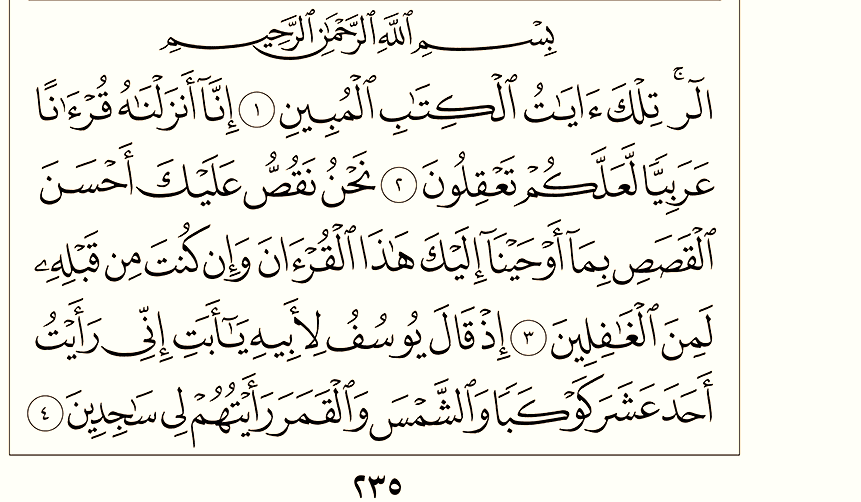 بِسْمِ ٱللَّهِ ٱلرَّحْمَٰنِ ٱلرَّحِيمِ
الٓرۚ تِلْكَ ءَايَٰتُ ٱلْكِتَٰبِ ٱلْمُبِينِ ١ إِنَّآ أَنزَلْنَٰهُ قُرْءَٰنًا
عَرَبِيًّا لَّعَلَّكُمْ تَعْقِلُونَ ٢ نَحْنُ نَقُصُّ عَلَيْكَ أَحْسَنَ
ٱلْقَصَصِ بِمَآ أَوْحَيْنَآ إِلَيْكَ هَٰذَا ٱلْقُرْءَانَ وَإِن كُنتَ مِن قَبْلِهِۦ
لَمِنَ ٱلْغَٰفِلِينَ ٣ إِذْ قَالَ يُوسُفُ لِأَبِيهِ يَٰٓأَبَتِ إِنِّي رَأَيْتُ
أَحَدَ عَشَرَ كَوْكَبًا وَٱلشَّمْسَ وَٱلْقَمَرَ رَأَيْتُهُمْ لِي سَٰجِدِينَ ٤
٢٣٥